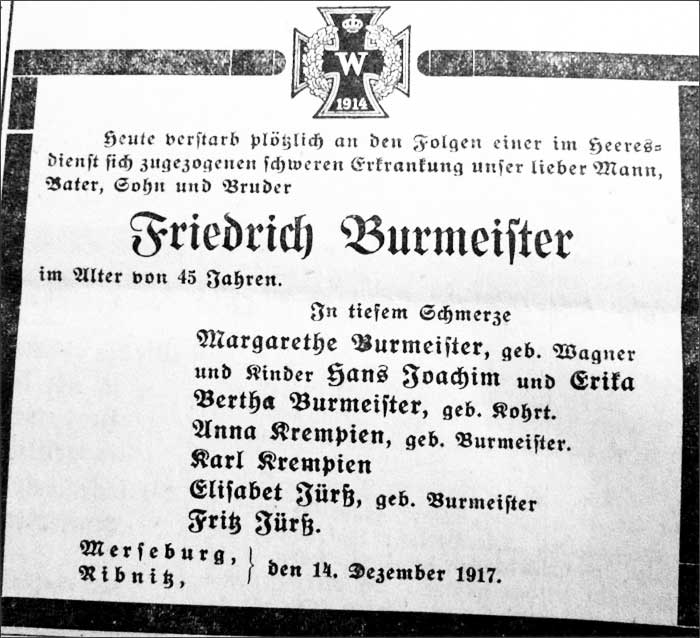 W
1914
Heute verstarb plötzlich an den Folgen einer im Heeres-
dienst sich zugezogenen schweren Erkrankung unser lieber Mann,
Vater, Sohn und Bruder
Friedrich Burmeister
im Alter von 45 Jahren.
In tiefem Schmerze
Margarethe Burmeister, geb. Wagner
und Kinder Hans Joachim und Erika
Bertha Burmeister, geb. Kohrt.
Anna Krempien, geb. Burmeister.
Karl Krempien
Elisabet Jürß, geb. Burmeister
Fritz Jürß.
Merseburg,
Ribnitz,
den 14. Dezember 1917.